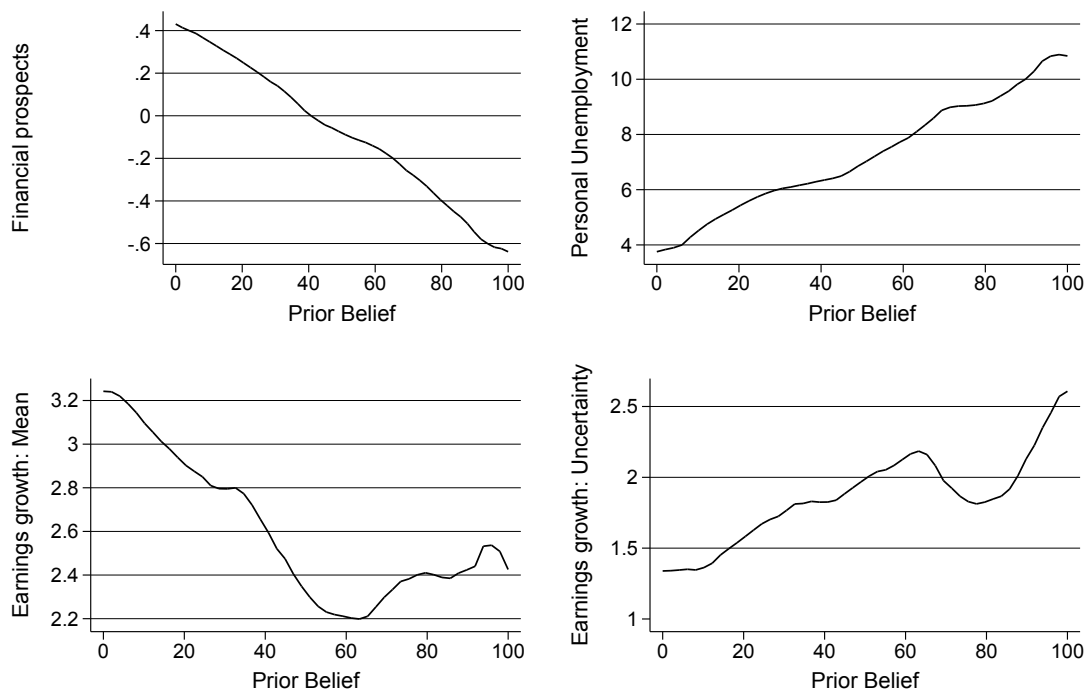 Financial prospects
.4
.2
0
-.2
-.4
-.6
0 20 40 60 80 100
Prior Belief
Personal Unemployment
12
10
8
6
4
0 20 40 60 80 100
Prior Belief
Earnings growth: Mean
3.2
3
2.8
2.6
2.4
2.2
0 20 40 60 80 100
Prior Belief
Earnings growth: Uncertainty
2.5
2
1.5
1
0 20 40 60 80 100
Prior Belief